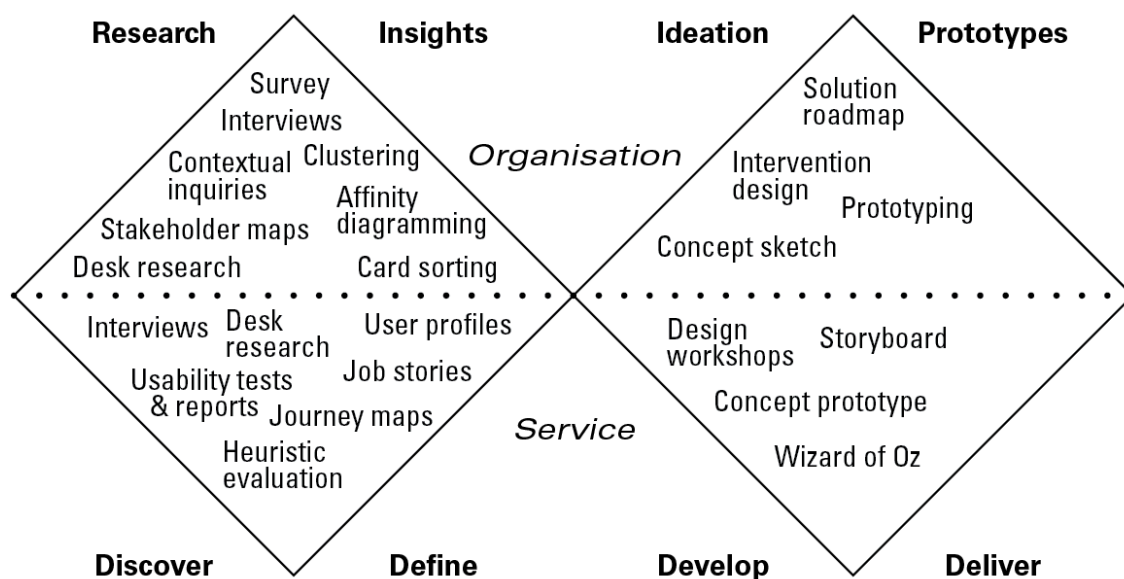 Research
Insights
Ideation
Prototypes
Survey
Interviews
Contextual
inquiries
Clustering
Affinity
diagramming
Stakeholder maps
Desk research
Card sorting
Organisation
Solution
roadmap
Intervention
design
Prototyping
Concept sketch
Interviews
Desk
research
User profiles
Usability tests
& reports
Job stories
Journey maps
Heuristic
evaluation
Service
Design
workshops
Storyboard
Concept prototype
Wizard of Oz
Discover
Define
Develop
Deliver